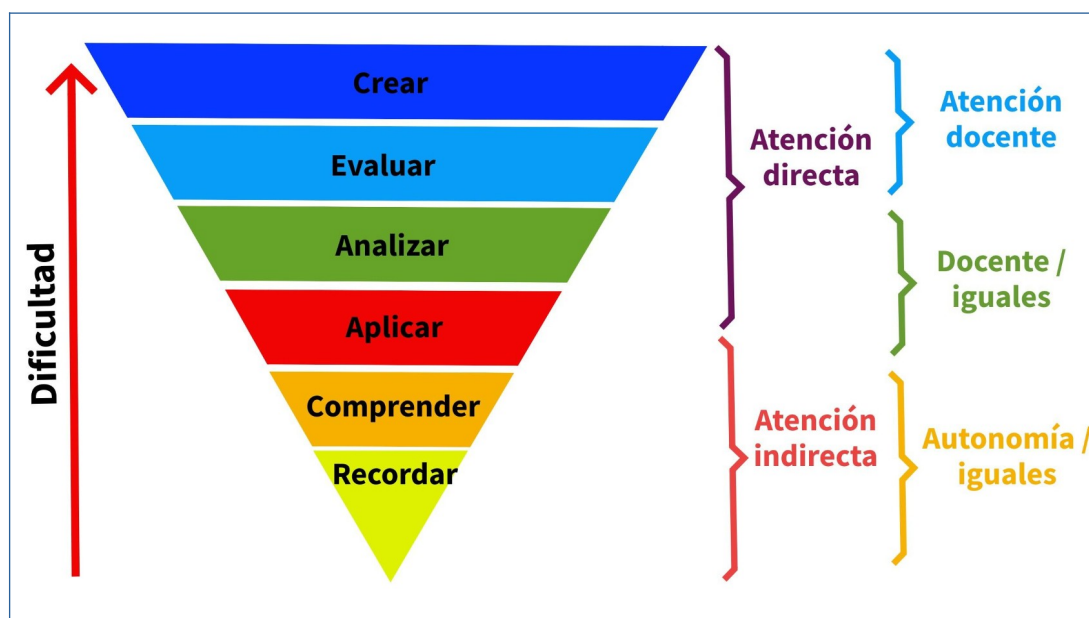 Crear
Evaluar
Analizar
Aplicar
Comprender
Recordar
Dificultad
Atención
directa
Atención
indirecta
Atención
docente
Docente /
iguales
Autonomía /
iguales